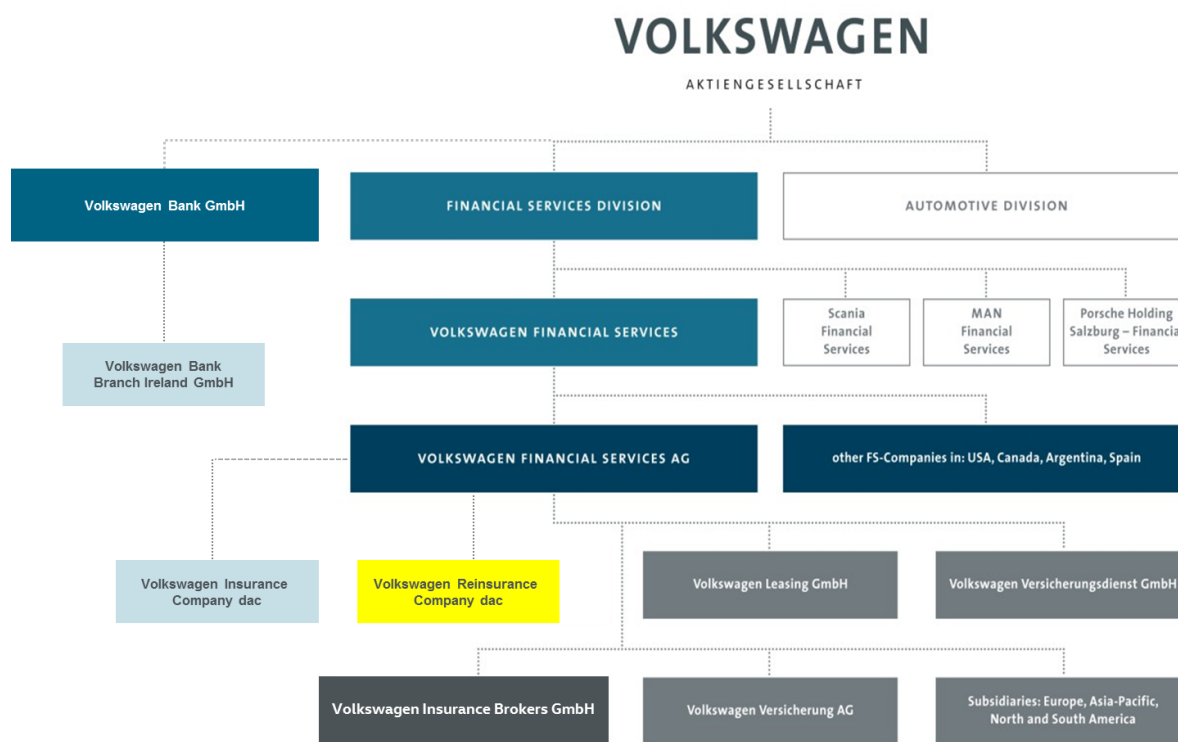 VOLKSWAGEN
AKTIENGESELLSCHAFT
Volkswagen Bank GmbH
FINANCIAL SERVICES DIVISION
AUTOMOTIVE DIVISION
VOLKSWAGEN FINANCIAL SERVICES
Scania
Financial
Services
MAN
Financial
Services
Porsche Holding
Salzburg – Financia
Services
Volkswagen Bank
Branch Ireland GmbH
VOLKSWAGEN FINANCIAL SERVICES AG
other FS-Companies in: USA, Canada, Argentina, Spain
Volkswagen Insurance
Company dac
Volkswagen Reinsurance
Company dac
Volkswagen Leasing GmbH
Volkswagen Versicherungsdienst GmbH
Volkswagen Insurance Brokers GmbH
Volkswagen Versicherung AG
Subsidiaries: Europe, Asia-Pacific,
North and South America